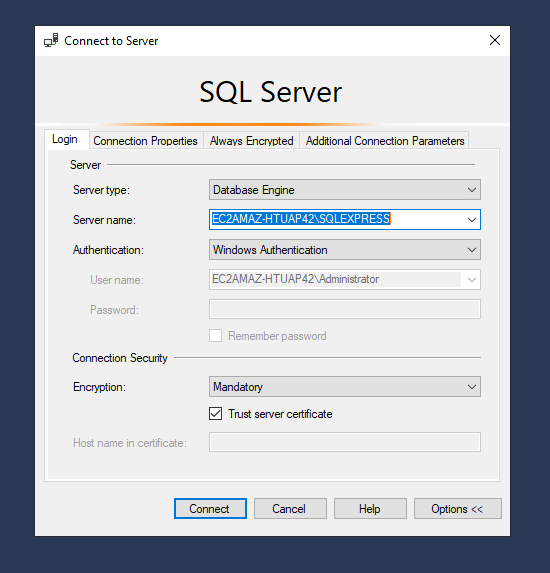 Connect to Server
SQL Server
Login Connection Properties Always Encrypted Additional Connection Parameters
Server
Server type: Database Engine
Server name: EC2AMAZ-HTUAP42\SQLEXPRESS
Authentication: Windows Authentication
User name: EC2AMAZ-HTUAP42\Administrator
Password:
Remember password
Connection Security
Encryption: Mandatory
Trust server certificate
Host name in certificate:
Connect Cancel Help Options <<